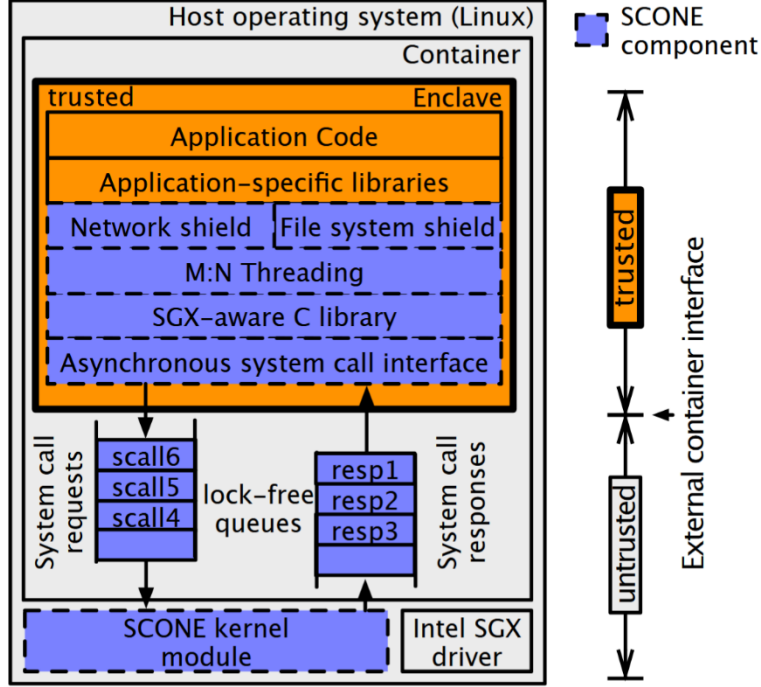 Host operating system (Linux)
Container
trusted Enclave
Application Code
Application-specific libraries
Network shield File system shield
M:N Threading
SGX-aware C library
Asynchronous system call interface
System call
requests
scall6
scall5
scall4
lock-free
queues
resp1
resp2
resp3
System call
responses
SCONE kernel
module
Intel SGX
driver
SCONE
component
trusted
untrusted
External container interface